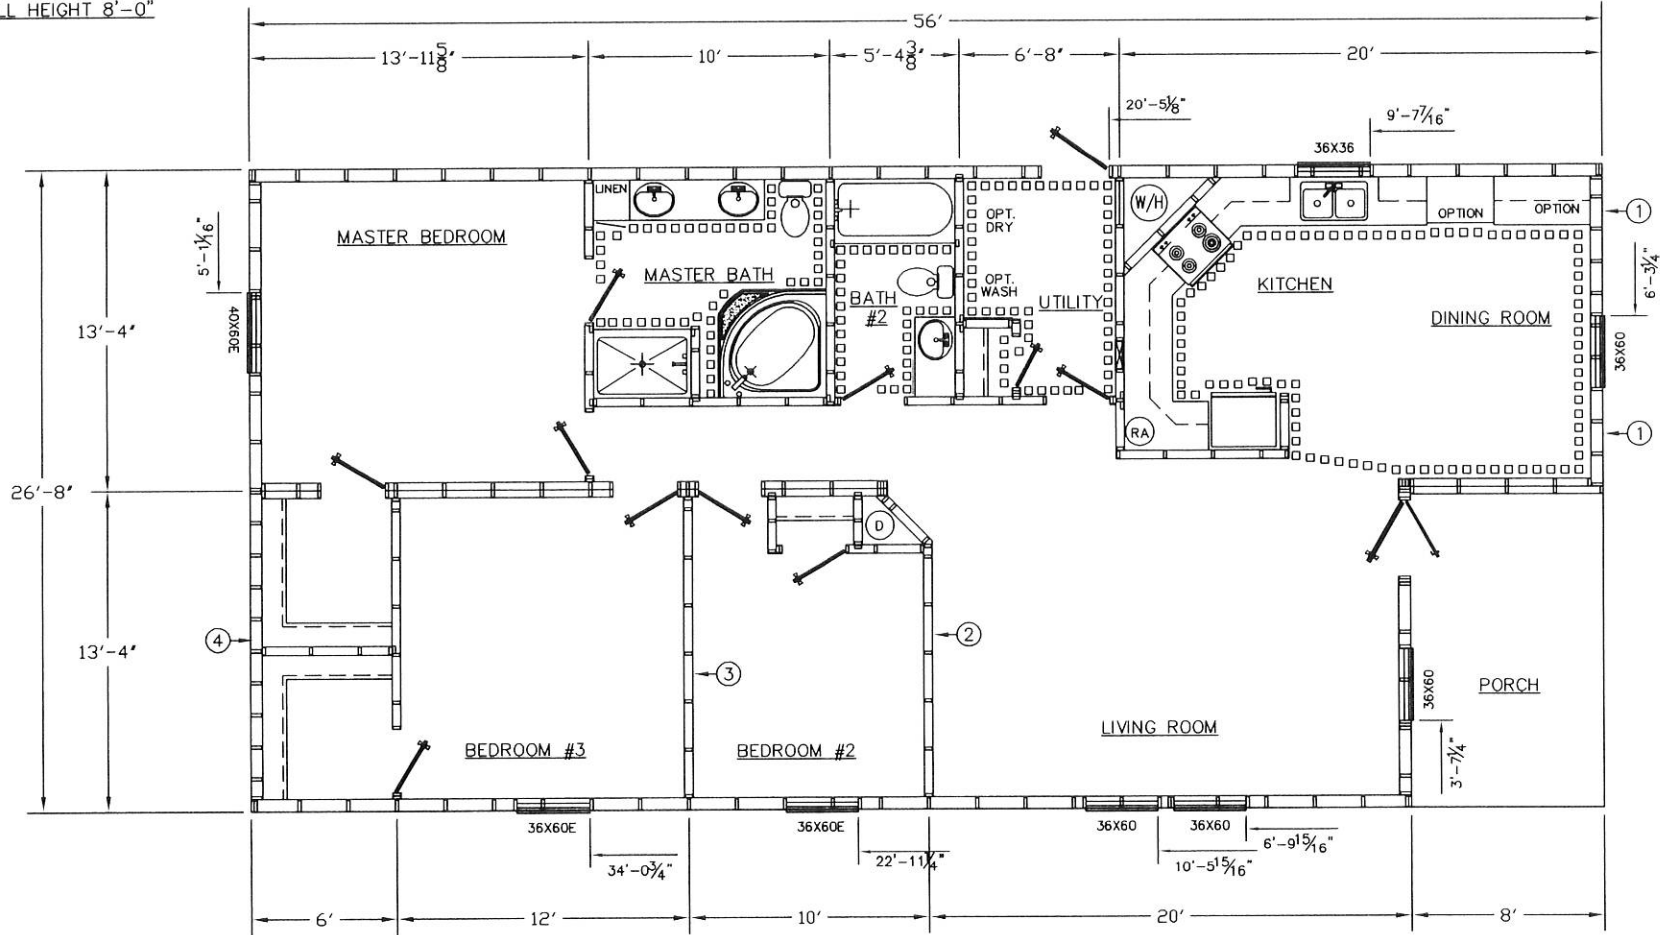 LL HEIGHT 8'-0"
56'
13'-11 5/8"
10'
5'-4 3/8"
6'-8"
20'
20'-5 1/8"
9'-7 7/16"
36X36
LINEN
W/H
OPTION
OPTION
1
OPT.
DRY
MASTER BEDROOM
5'-1 1/16"
MASTER BATH
OPT.
WASH
KITCHEN
6'-3 1/4"
BATH
#2
UTILITY
DINING ROOM
13'-4"
40X60E
36X60
RA
1
26'-8"
D
4
2
13'-4"
3
36X60
PORCH
LIVING ROOM
BEDROOM #3
BEDROOM #2
3'-7 1/4"
36X60E
36X60E
36X60
36X60
6'-9 15/16"
34'-0 3/4"
22'-11 1/4"
10'-5 15/16"
6'
12'
10'
20'
8'